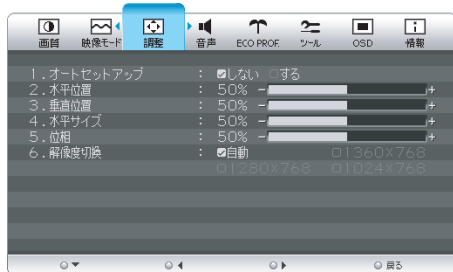 画質 映像モード 調整 音声 ECO PROF. ツール OSD 情報
1.オートセットアップ : しない する
2.水平位置 : 50% - +
3.垂直位置 : 50% - +
4.水平サイズ : 50% - +
5.位相 : 50% - +
6.解像度切換 : 自動 1360X768
1280X768 1024X768
戻る